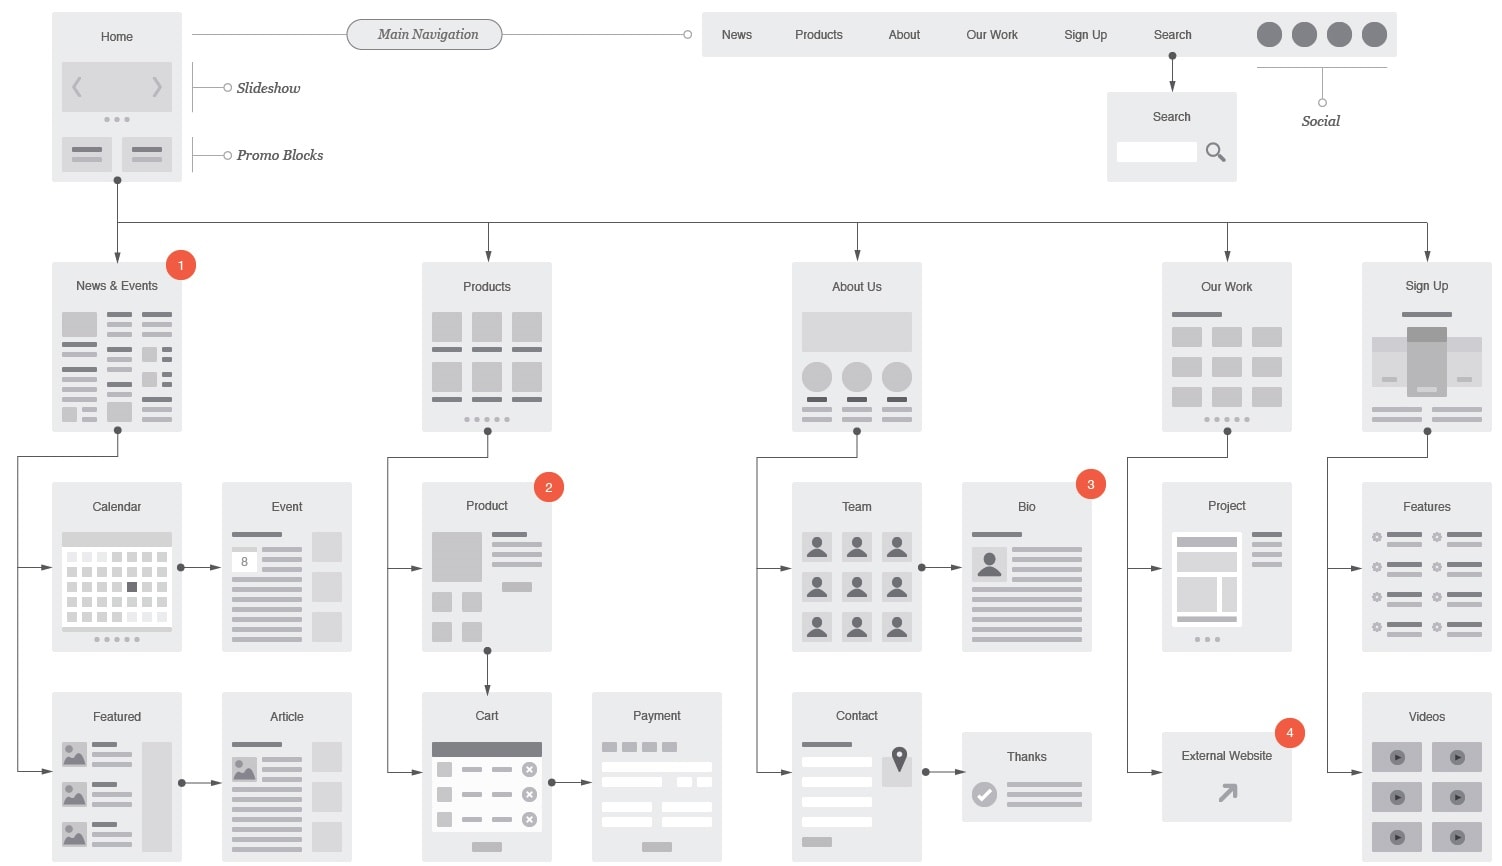 Home
Main Navigation
News Products About Our Work Sign Up Search
Slideshow
Search
Social
Promo Blocks
1
News & Events
Products
About Us
Our Work
Sign Up
2
3
Calendar
Event
Product
Team
Bio
Project
Features
8
4
Featured
Article
Cart
Payment
Contact
Thanks
External Website
Videos